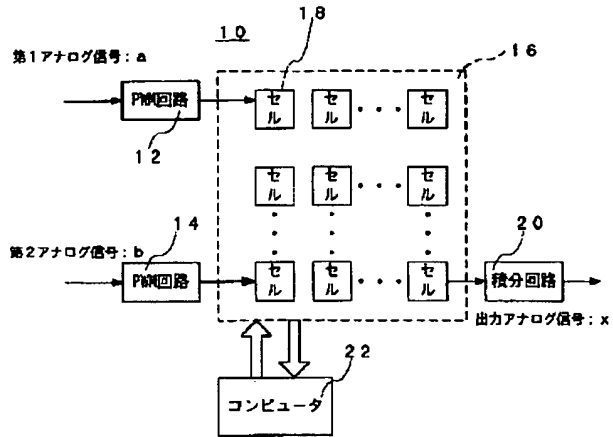 10
18
16
第1アナログ信号：a
PWM回路
12
セル
セル
・・・
セル
セル
セル
・・・
セル
第2アナログ信号：b
14
PWM回路
セル
セル
・・・
セル
20
積分回路
出力アナログ信号：x
22
コンピュータ